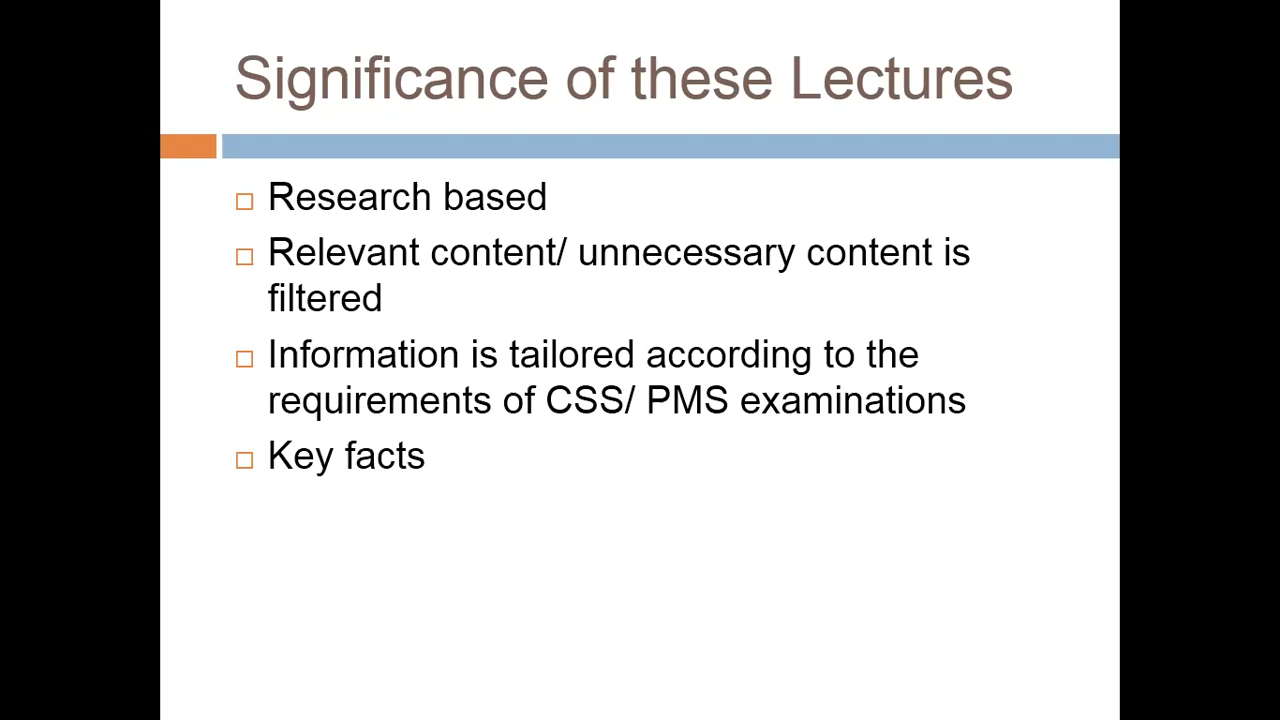 Significance of these Lectures
Research based
Relevant content/ unnecessary content is
filtered
Information is tailored according to the
requirements of CSS/ PMS examinations
Key facts